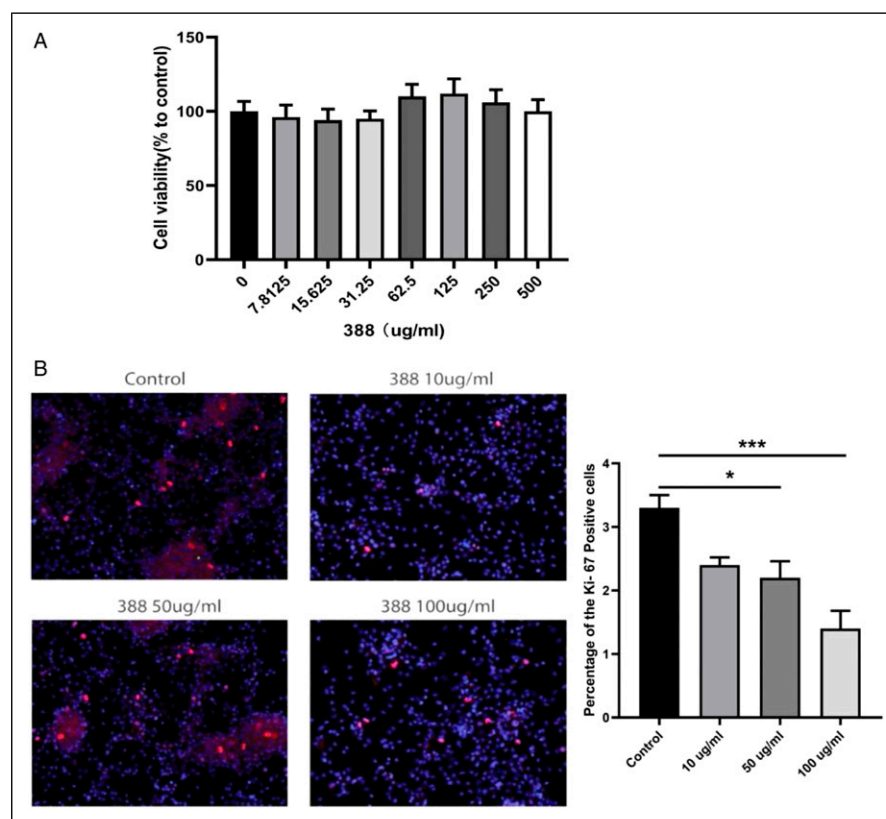 A
Cell viability(% to control)
150
100
50
0
0
7.8125
15.625
31.25
62.5
125
250
500
388（ug/ml)
B
Control
388 10ug/ml
388 50ug/ml
388 100ug/ml
***
*
Percentage of the Ki- 67 Positive cells
4
3
2
1
0
Control
10 ug/ml
50 ug/ml
100 ug/ml